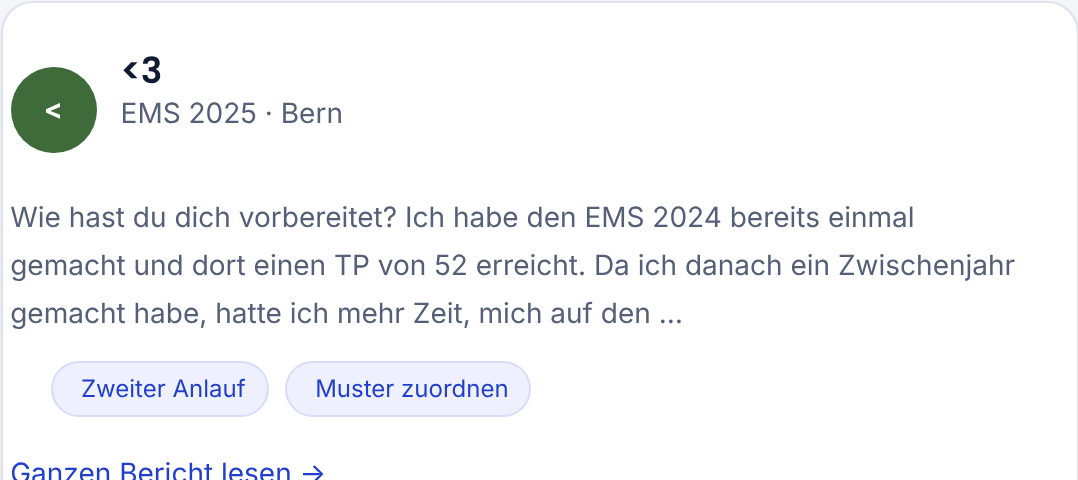 <3
<
EMS 2025 · Bern
Wie hast du dich vorbereitet? Ich habe den EMS 2024 bereits einmal
gemacht und dort einen TP von 52 erreicht. Da ich danach ein Zwischenjahr
gemacht habe, hatte ich mehr Zeit, mich auf den ...
Zweiter Anlauf
Muster zuordnen
Ganzen Bericht lesen →